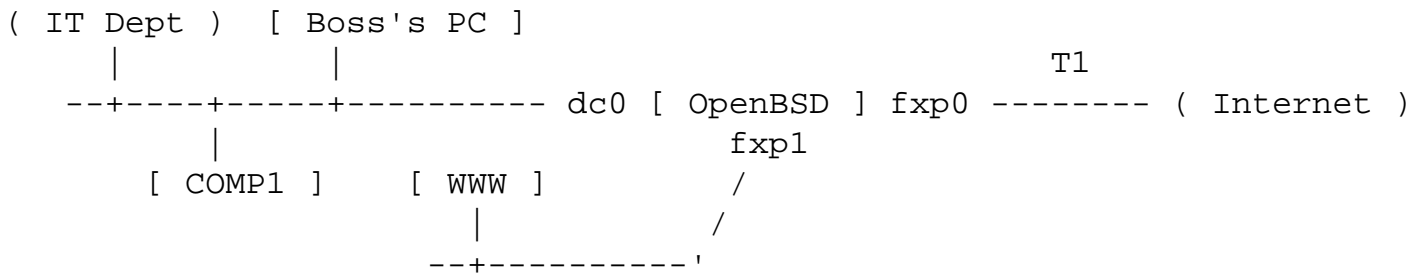 ( IT Dept )  [ Boss's PC ]
       |             |                                          T1
    --+----+-----+---------- dc0 [ OpenBSD ] fxp0 -------- ( Internet )
           |                             fxp1
       [ COMP1 ]    [ WWW ]             /
                       |               /
                     --+----------'